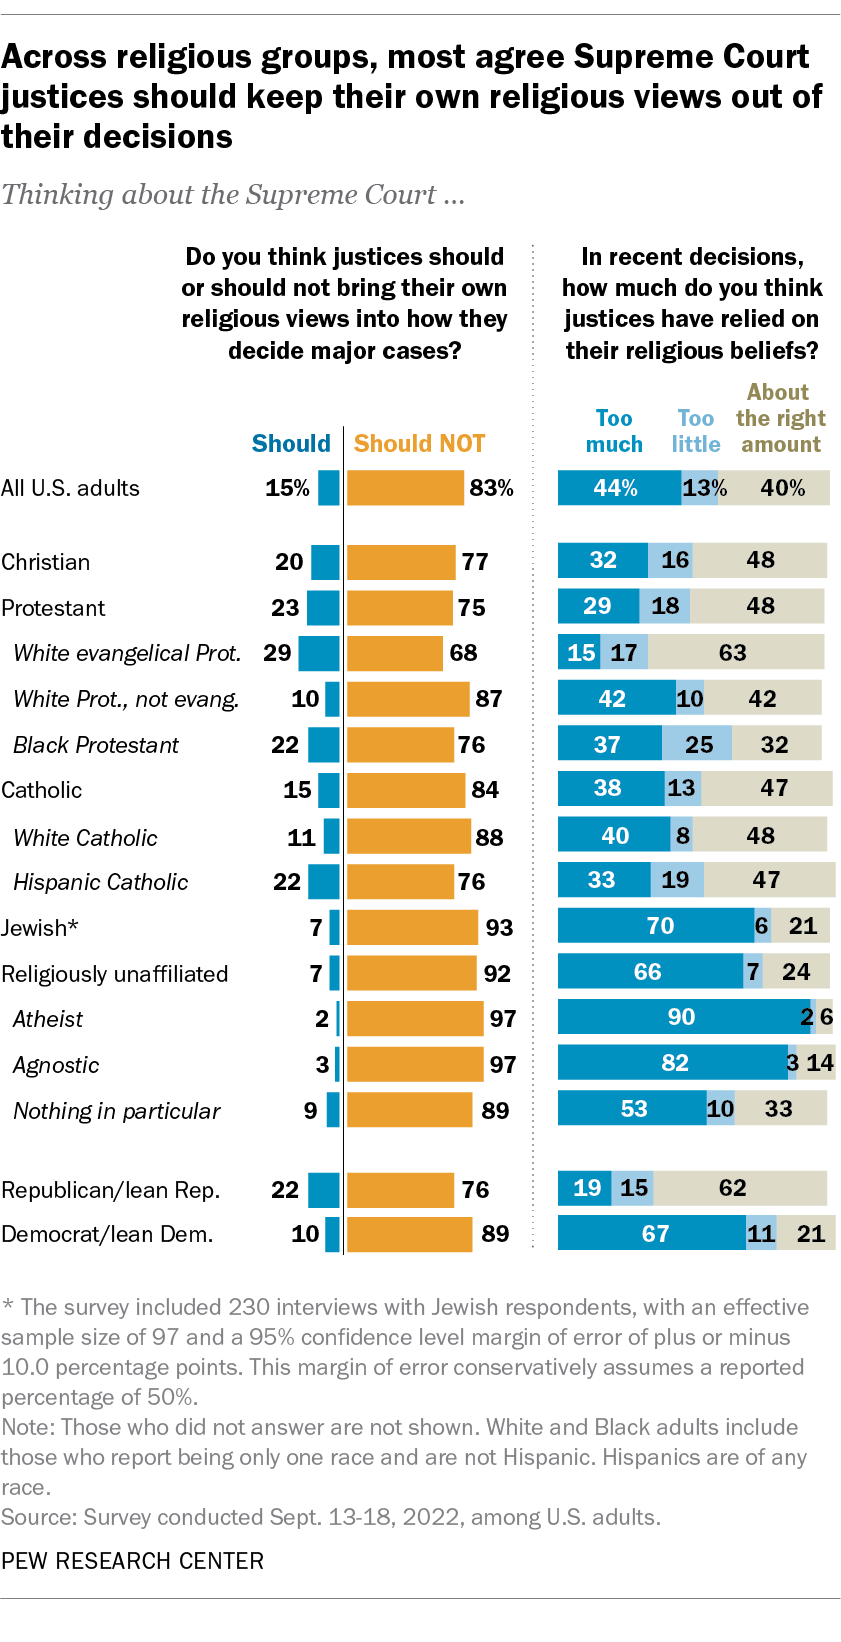 Across religious groups, most agree Supreme Court
justices should keep their own religious views out of
their decisions
Thinking about the Supreme Court ...
Do you think justices should
or should not bring their own
religious views into how they
decide major cases?
In recent decisions,
how much do you think
justices have relied on
their religious beliefs?
Should
Should NOT
Too
much
Too
little
About
the right
amount
All U.S. adults 15% 83% 44% 13% 40%
Christian 20 77 32 16 48
Protestant 23 75 29 18 48
White evangelical Prot. 29 68 15 17 63
White Prot., not evang. 10 87 42 10 42
Black Protestant 22 76 37 25 32
Catholic 15 84 38 13 47
White Catholic 11 88 40 8 48
Hispanic Catholic 22 76 33 19 47
Jewish* 7 93 70 6 21
Religiously unaffiliated 7 92 66 7 24
Atheist 2 97 90 2 6
Agnostic 3 97 82 3 14
Nothing in particular 9 89 53 10 33
Republican/lean Rep. 22 76 19 15 62
Democrat/lean Dem. 10 89 67 11 21
* The survey included 230 interviews with Jewish respondents, with an effective
sample size of 97 and a 95% confidence level margin of error of plus or minus
10.0 percentage points. This margin of error conservatively assumes a reported
percentage of 50%.
Note: Those who did not answer are not shown. White and Black adults include
those who report being only one race and are not Hispanic. Hispanics are of any
race.
Source: Survey conducted Sept. 13-18, 2022, among U.S. adults.
PEW RESEARCH CENTER